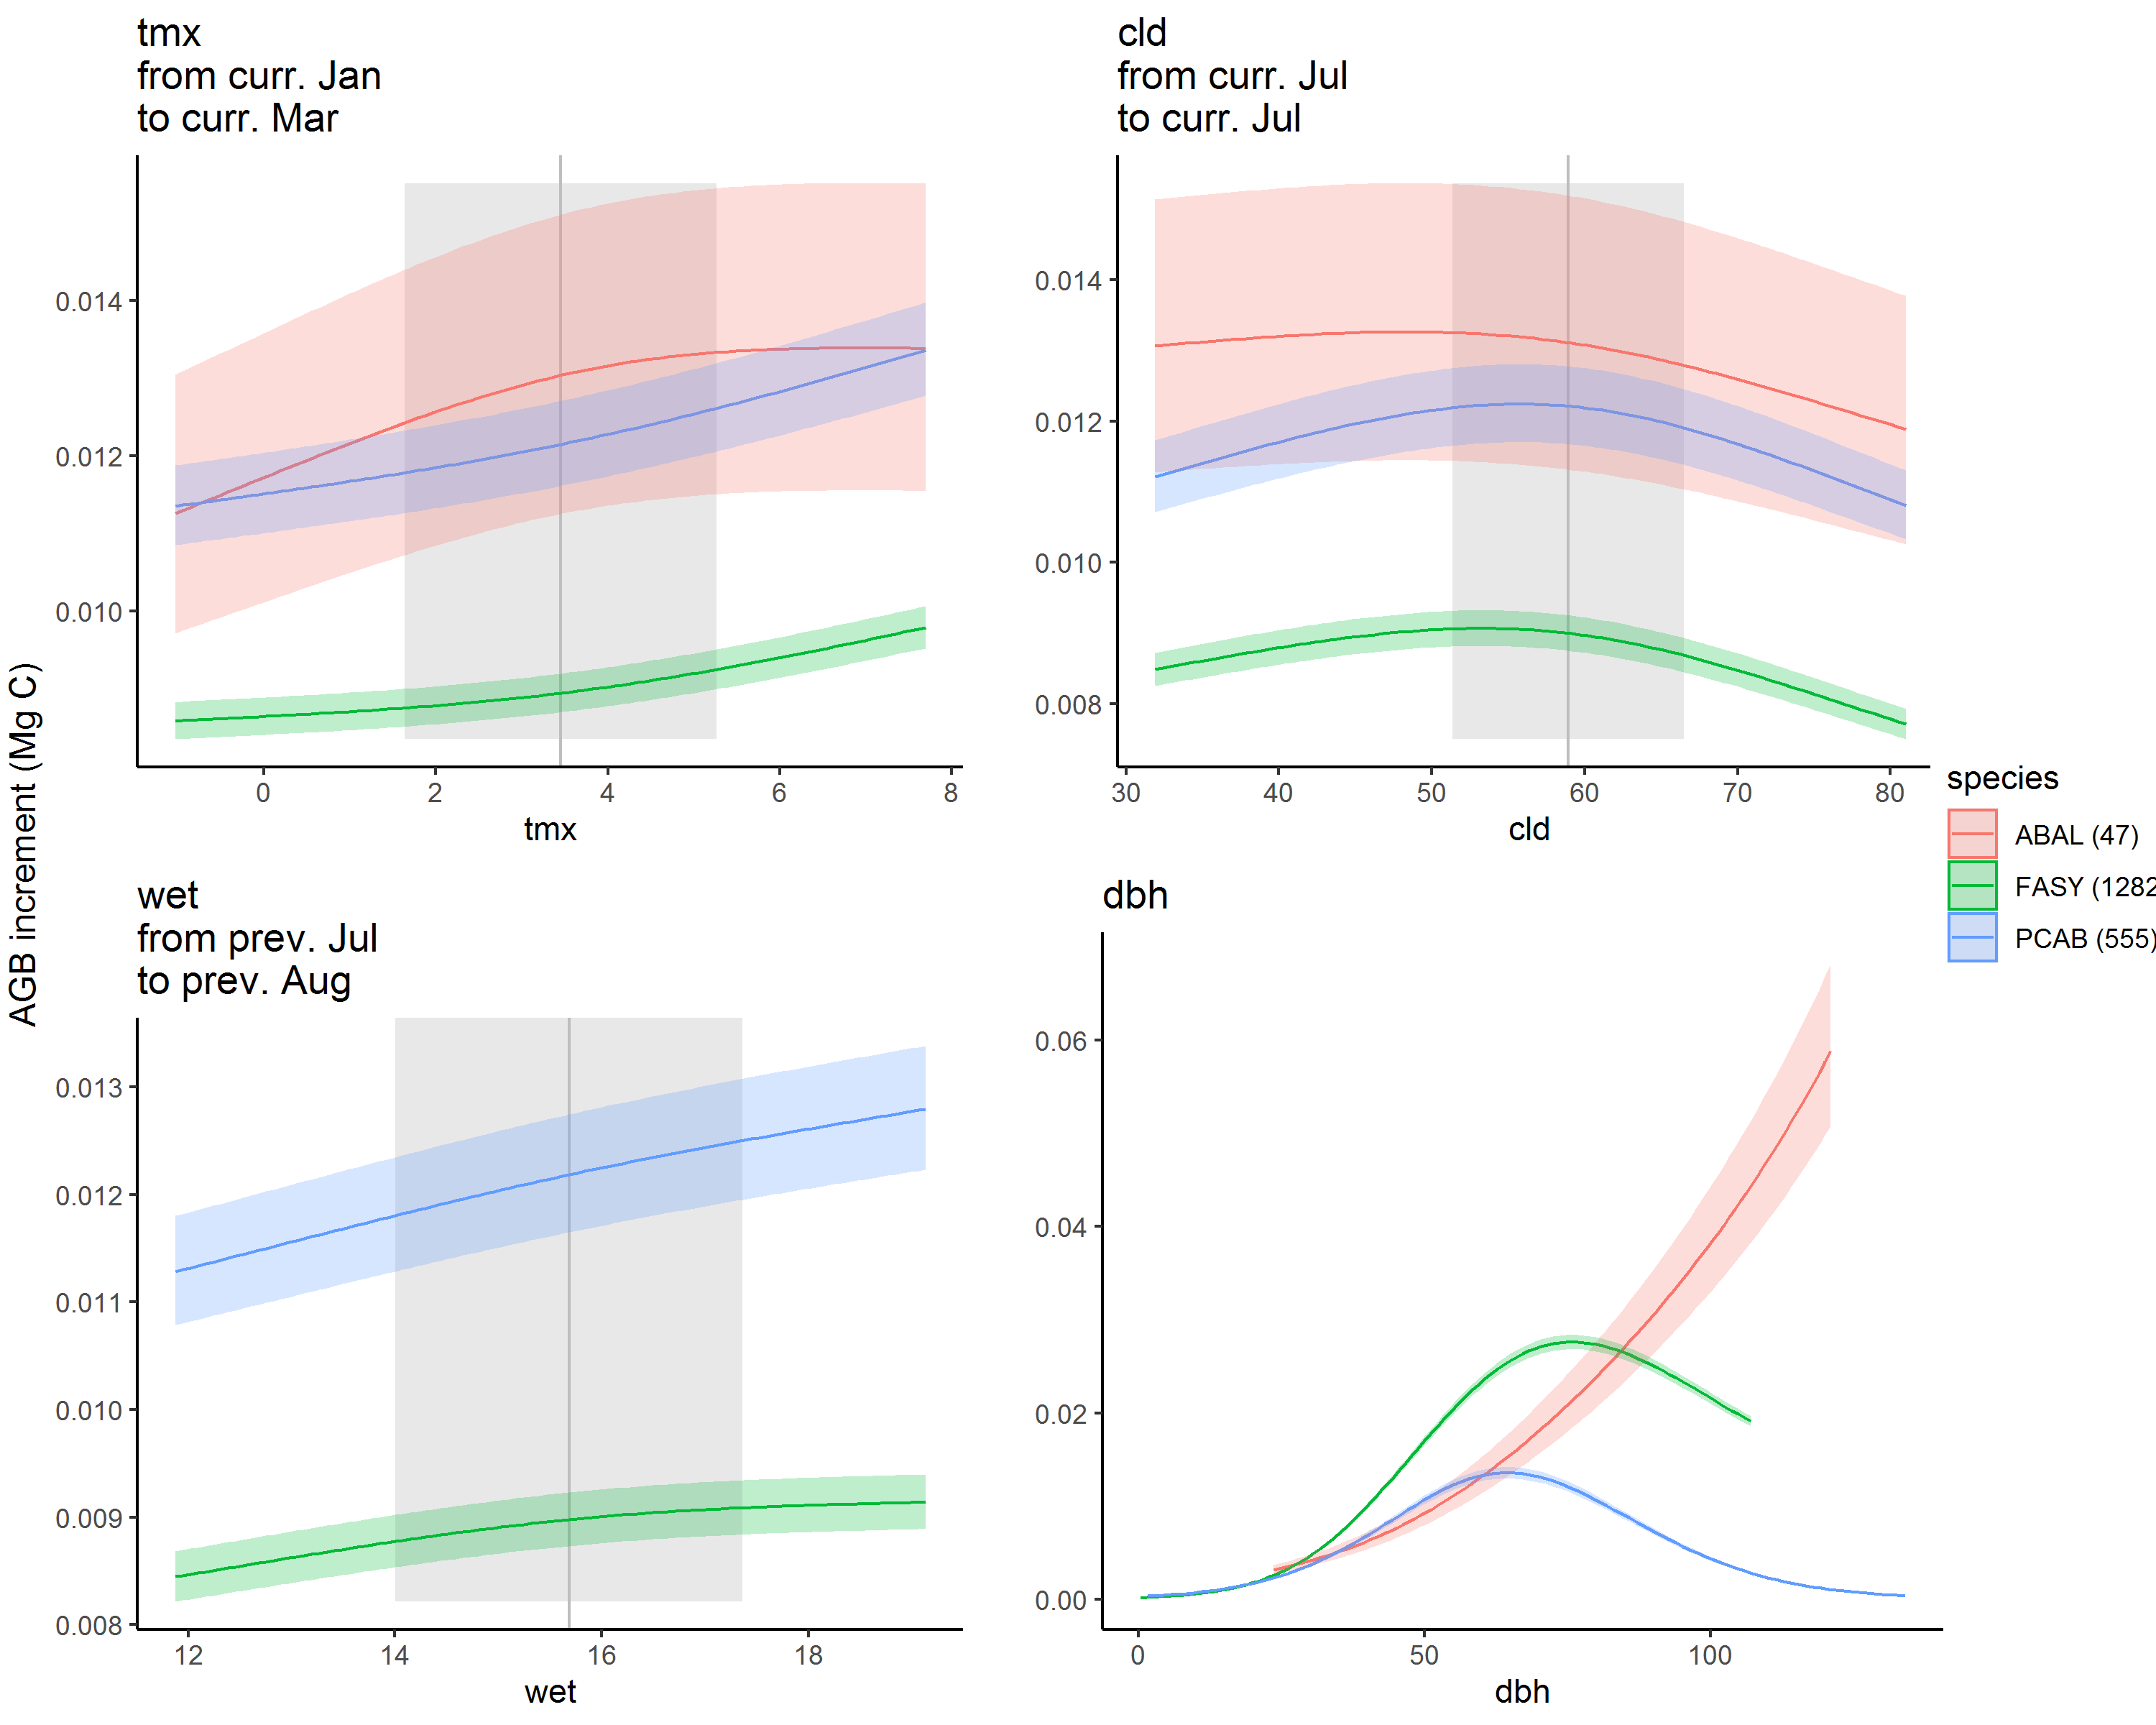 tmx
from curr. Jan
to curr. Mar
0.014
0.012
0.010
0 2 4 6 8
tmx
cld
from curr. Jul
to curr. Jul
0.014
0.012
0.010
0.008
30 40 50 60 70 80
cld
AGB increment (Mg C)
wet
from prev. Jul
to prev. Aug
0.013
0.012
0.011
0.010
0.009
0.008
12 14 16 18
wet
dbh
0.06
0.04
0.02
0.00
0 50 100
dbh
species
ABAL (47)
FASY (1282
PCAB (555)